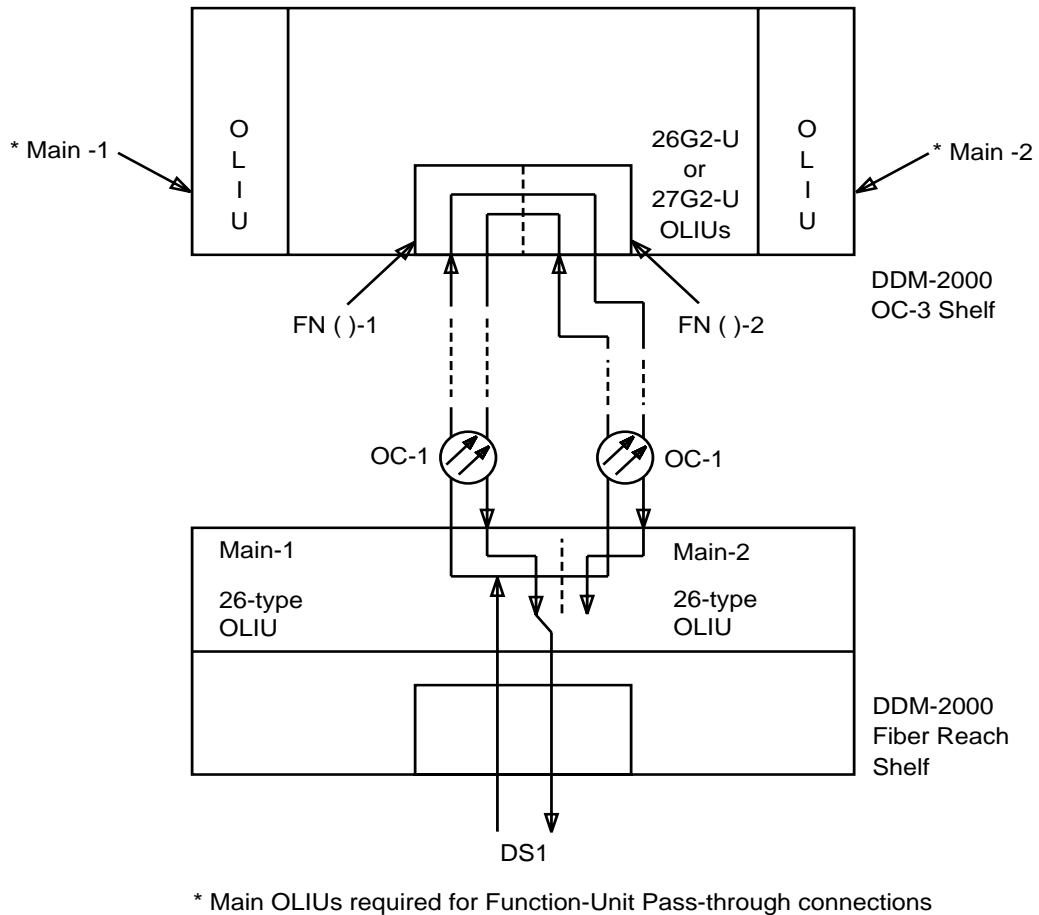 O
L
I
U
O
L
I
U
* Main -1
* Main -2
26G2-U
or
27G2-U
OLIUs
DDM-2000
OC-3 Shelf
FN ( )-1
FN ( )-2
OC-1
OC-1
Main-1
26-type
OLIU
Main-2
26-type
OLIU
DDM-2000
Fiber Reach
Shelf
DS1
* Main OLIUs required for Function-Unit Pass-through connections